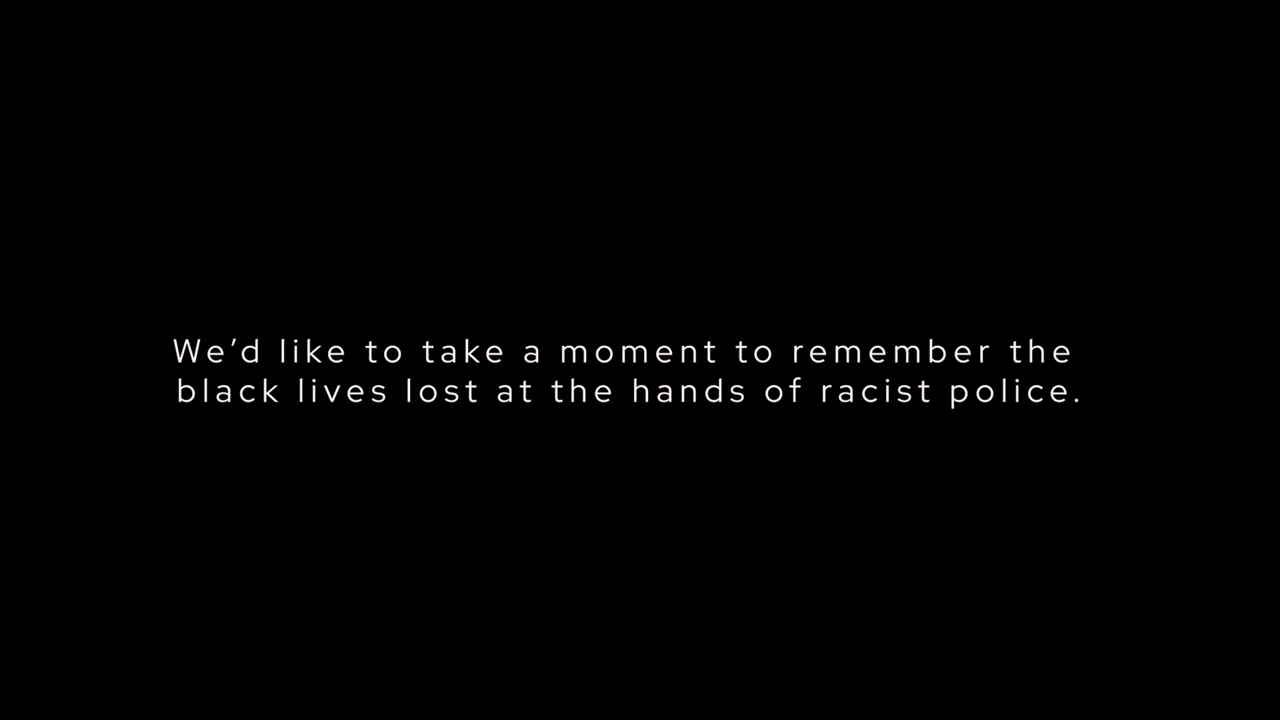 We’d like to take a moment to remember the
black lives lost at the hands of racist police.